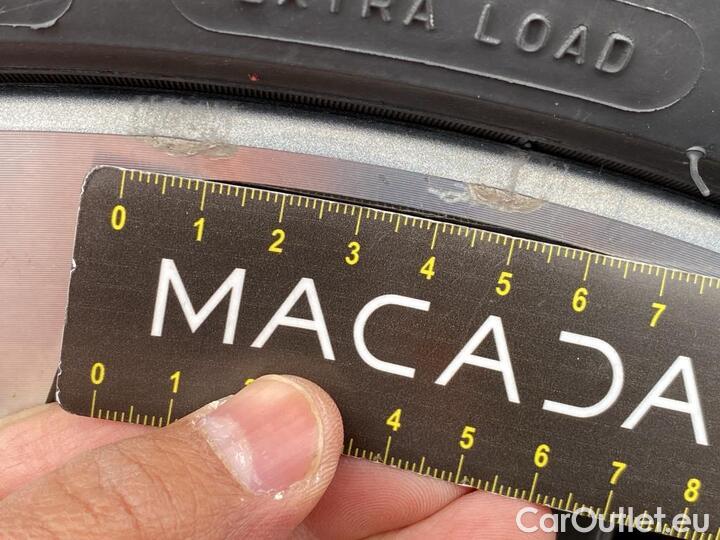 EXTRA LOAD
0 1 2 3 4 5 6 7
MACADA
0 1 4 5 6 7 8
CarOutlet.eu